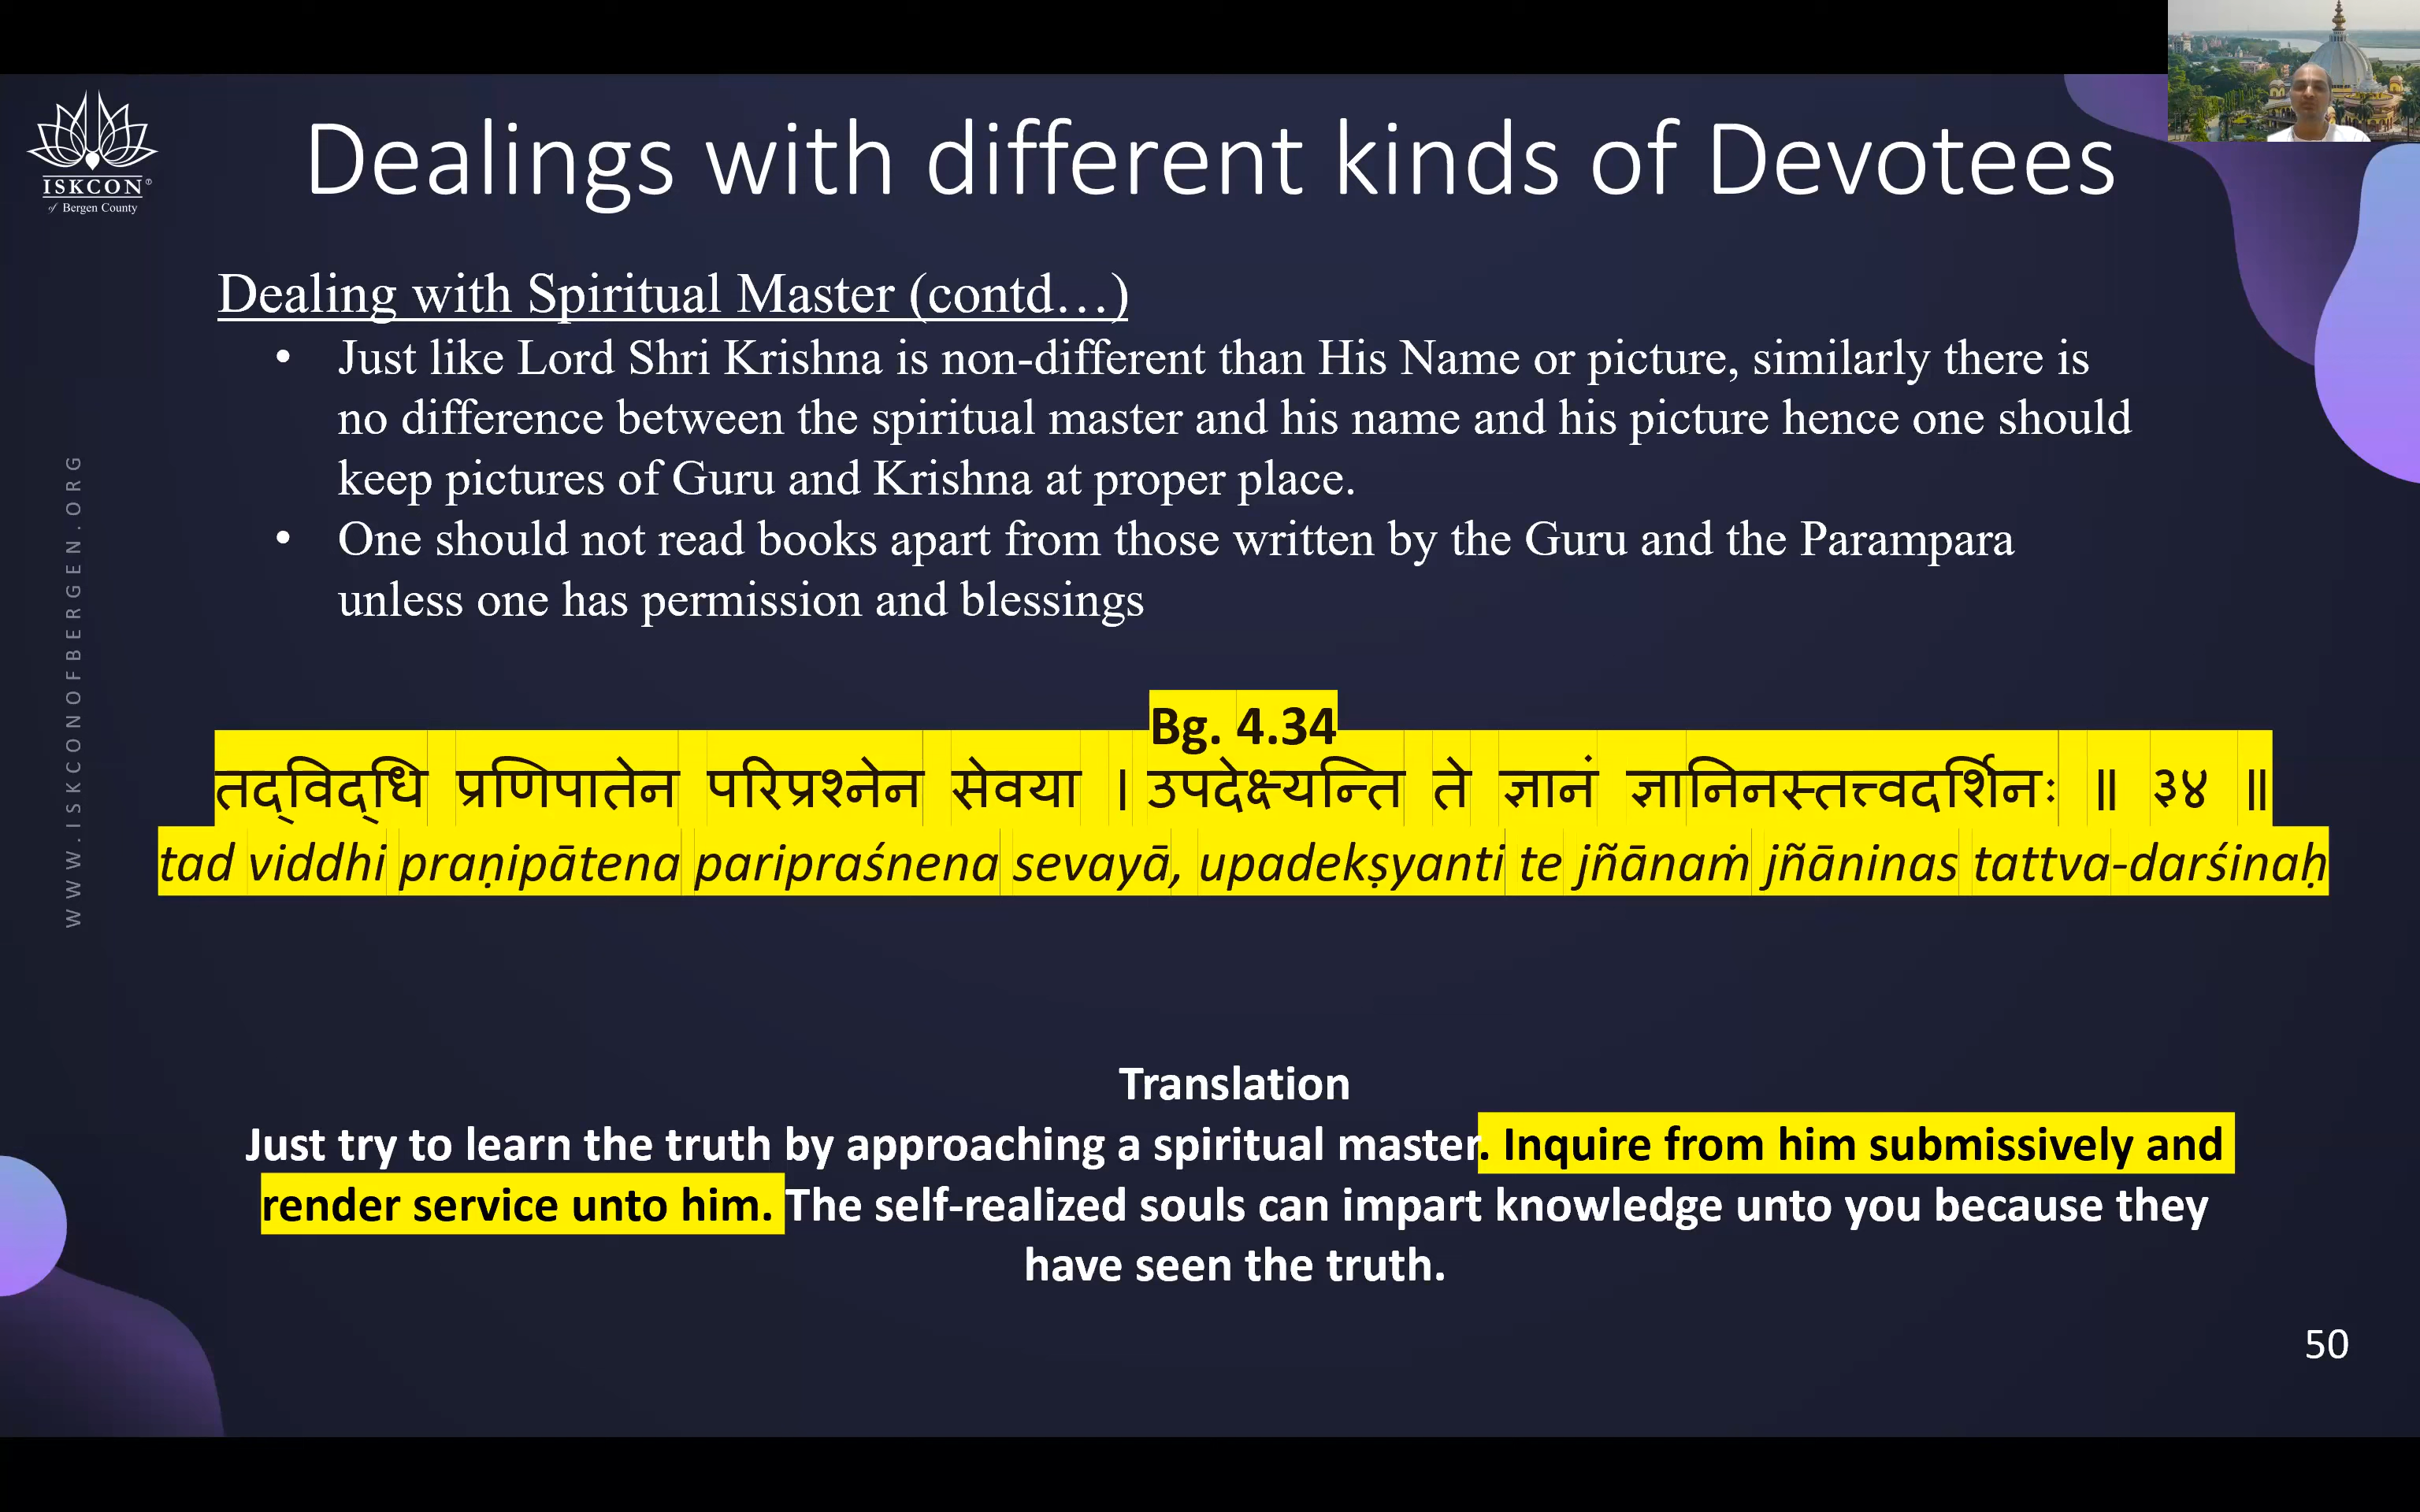 ISKCON®
of Bergen County
WWW.ISKCONOFBERGEN.ORG
Dealings with different kinds of Devotees
Dealing with Spiritual Master (contd...)
• Just like Lord Shri Krishna is non-different than His Name or picture, similarly there is
no difference between the spiritual master and his name and his picture hence one should
keep pictures of Guru and Krishna at proper place.
• One should not read books apart from those written by the Guru and the Parampara
unless one has permission and blessings
Bg. 4.34
तद्विद्धि प्रणिपातेन परिप्रश्नेन सेवया । उपदेक्ष्यन्ति ते ज्ञानं ज्ञानिनस्तत्त्वदर्शिनः ॥ ३४ ॥
tad viddhi praṇipātena paripraśnena sevayā, upadekṣyanti te jñānaṁ jñāninas tattva-darśinaḥ
Translation
Just try to learn the truth by approaching a spiritual master. Inquire from him submissively and
render service unto him. The self-realized souls can impart knowledge unto you because they
have seen the truth.
50